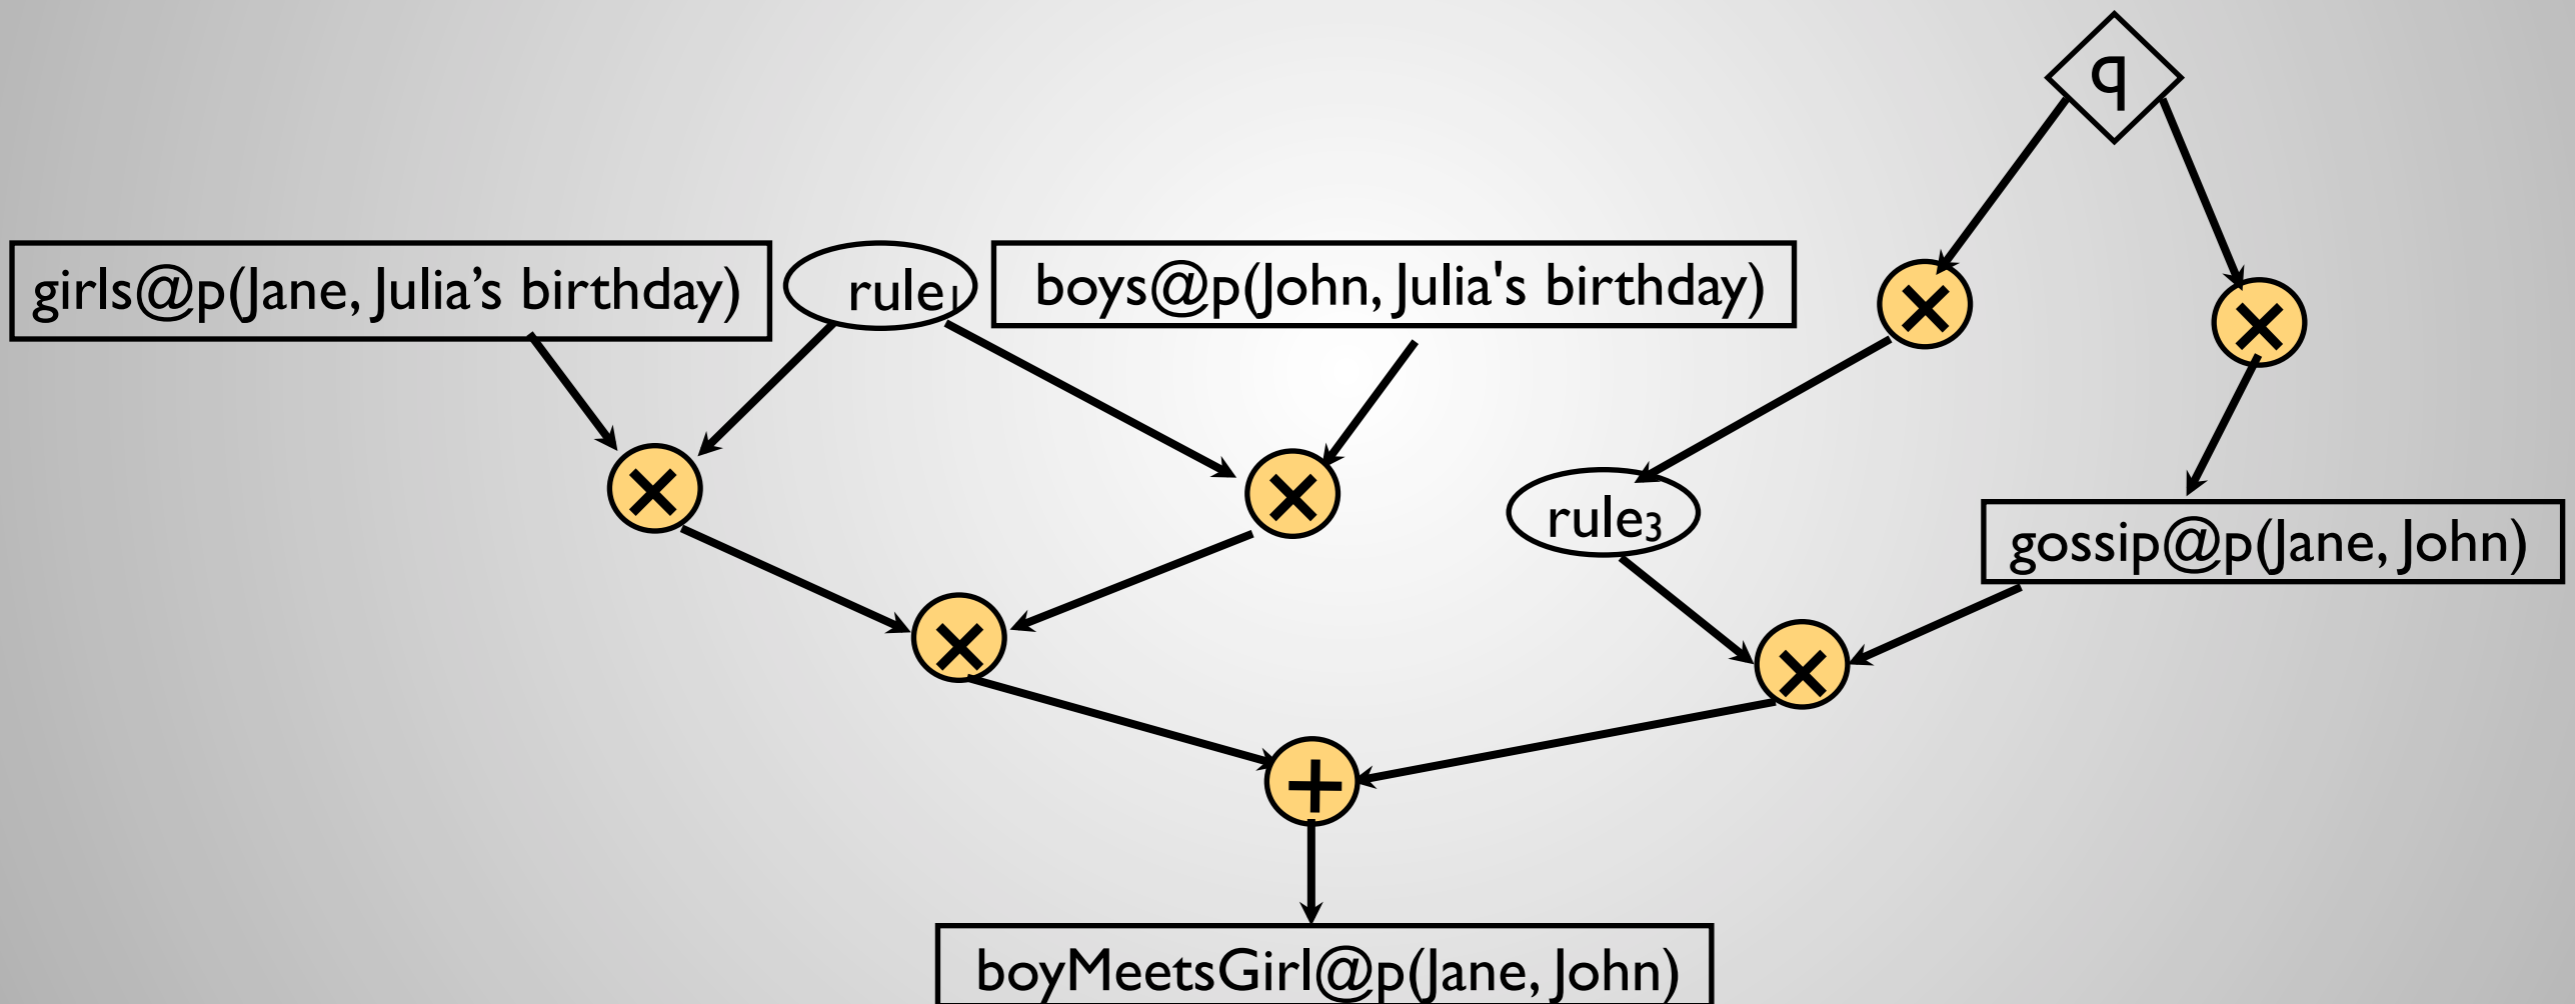 q
girls@p(Jane, Julia’s birthday)
rule₁
boys@p(John, Julia's birthday)
×
×
×
×
rule₃
gossip@p(Jane, John)
×
×
+
boyMeetsGirl@p(Jane, John)